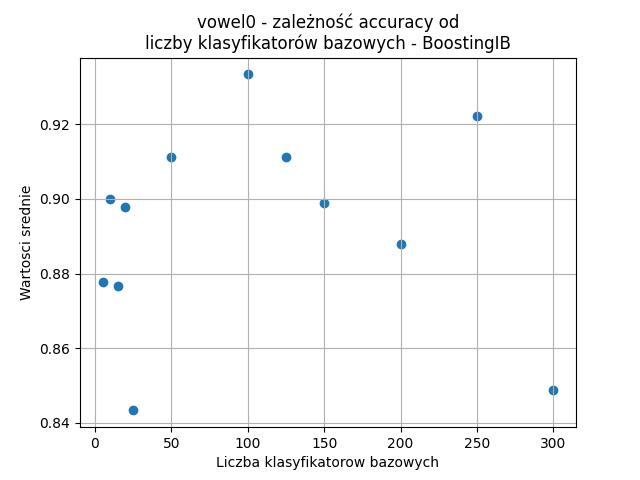 vowel0 - zależność accuracy od
liczby klasyfikatorów bazowych - BoostingIB
Wartosci srednie
0.92
0.90
0.88
0.86
0.84
0 50 100 150 200 250 300
Liczba klasyfikatorow bazowych